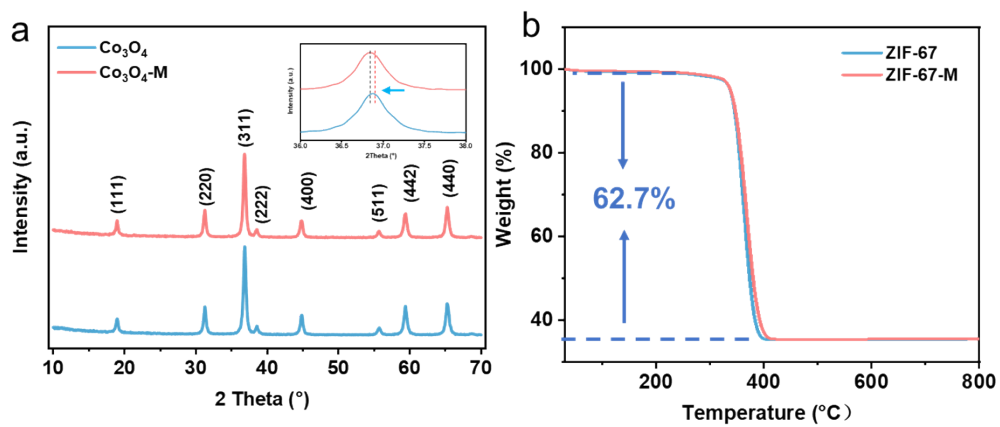 a
Co3O4
Co3O4-M
Intensity (a.u.)
36.0 36.5 37.0 37.5 38.0
2Theta (°)
(111)
(220)
(311)
(222)
(400)
(511)
(442)
(440)
Intensity (a.u.)
10 20 30 40 50 60 70
2 Theta (°)
b
ZIF-67
ZIF-67-M
100
80
60
40
62.7%
Weight (%)
200 400 600 800
Temperature (°C）